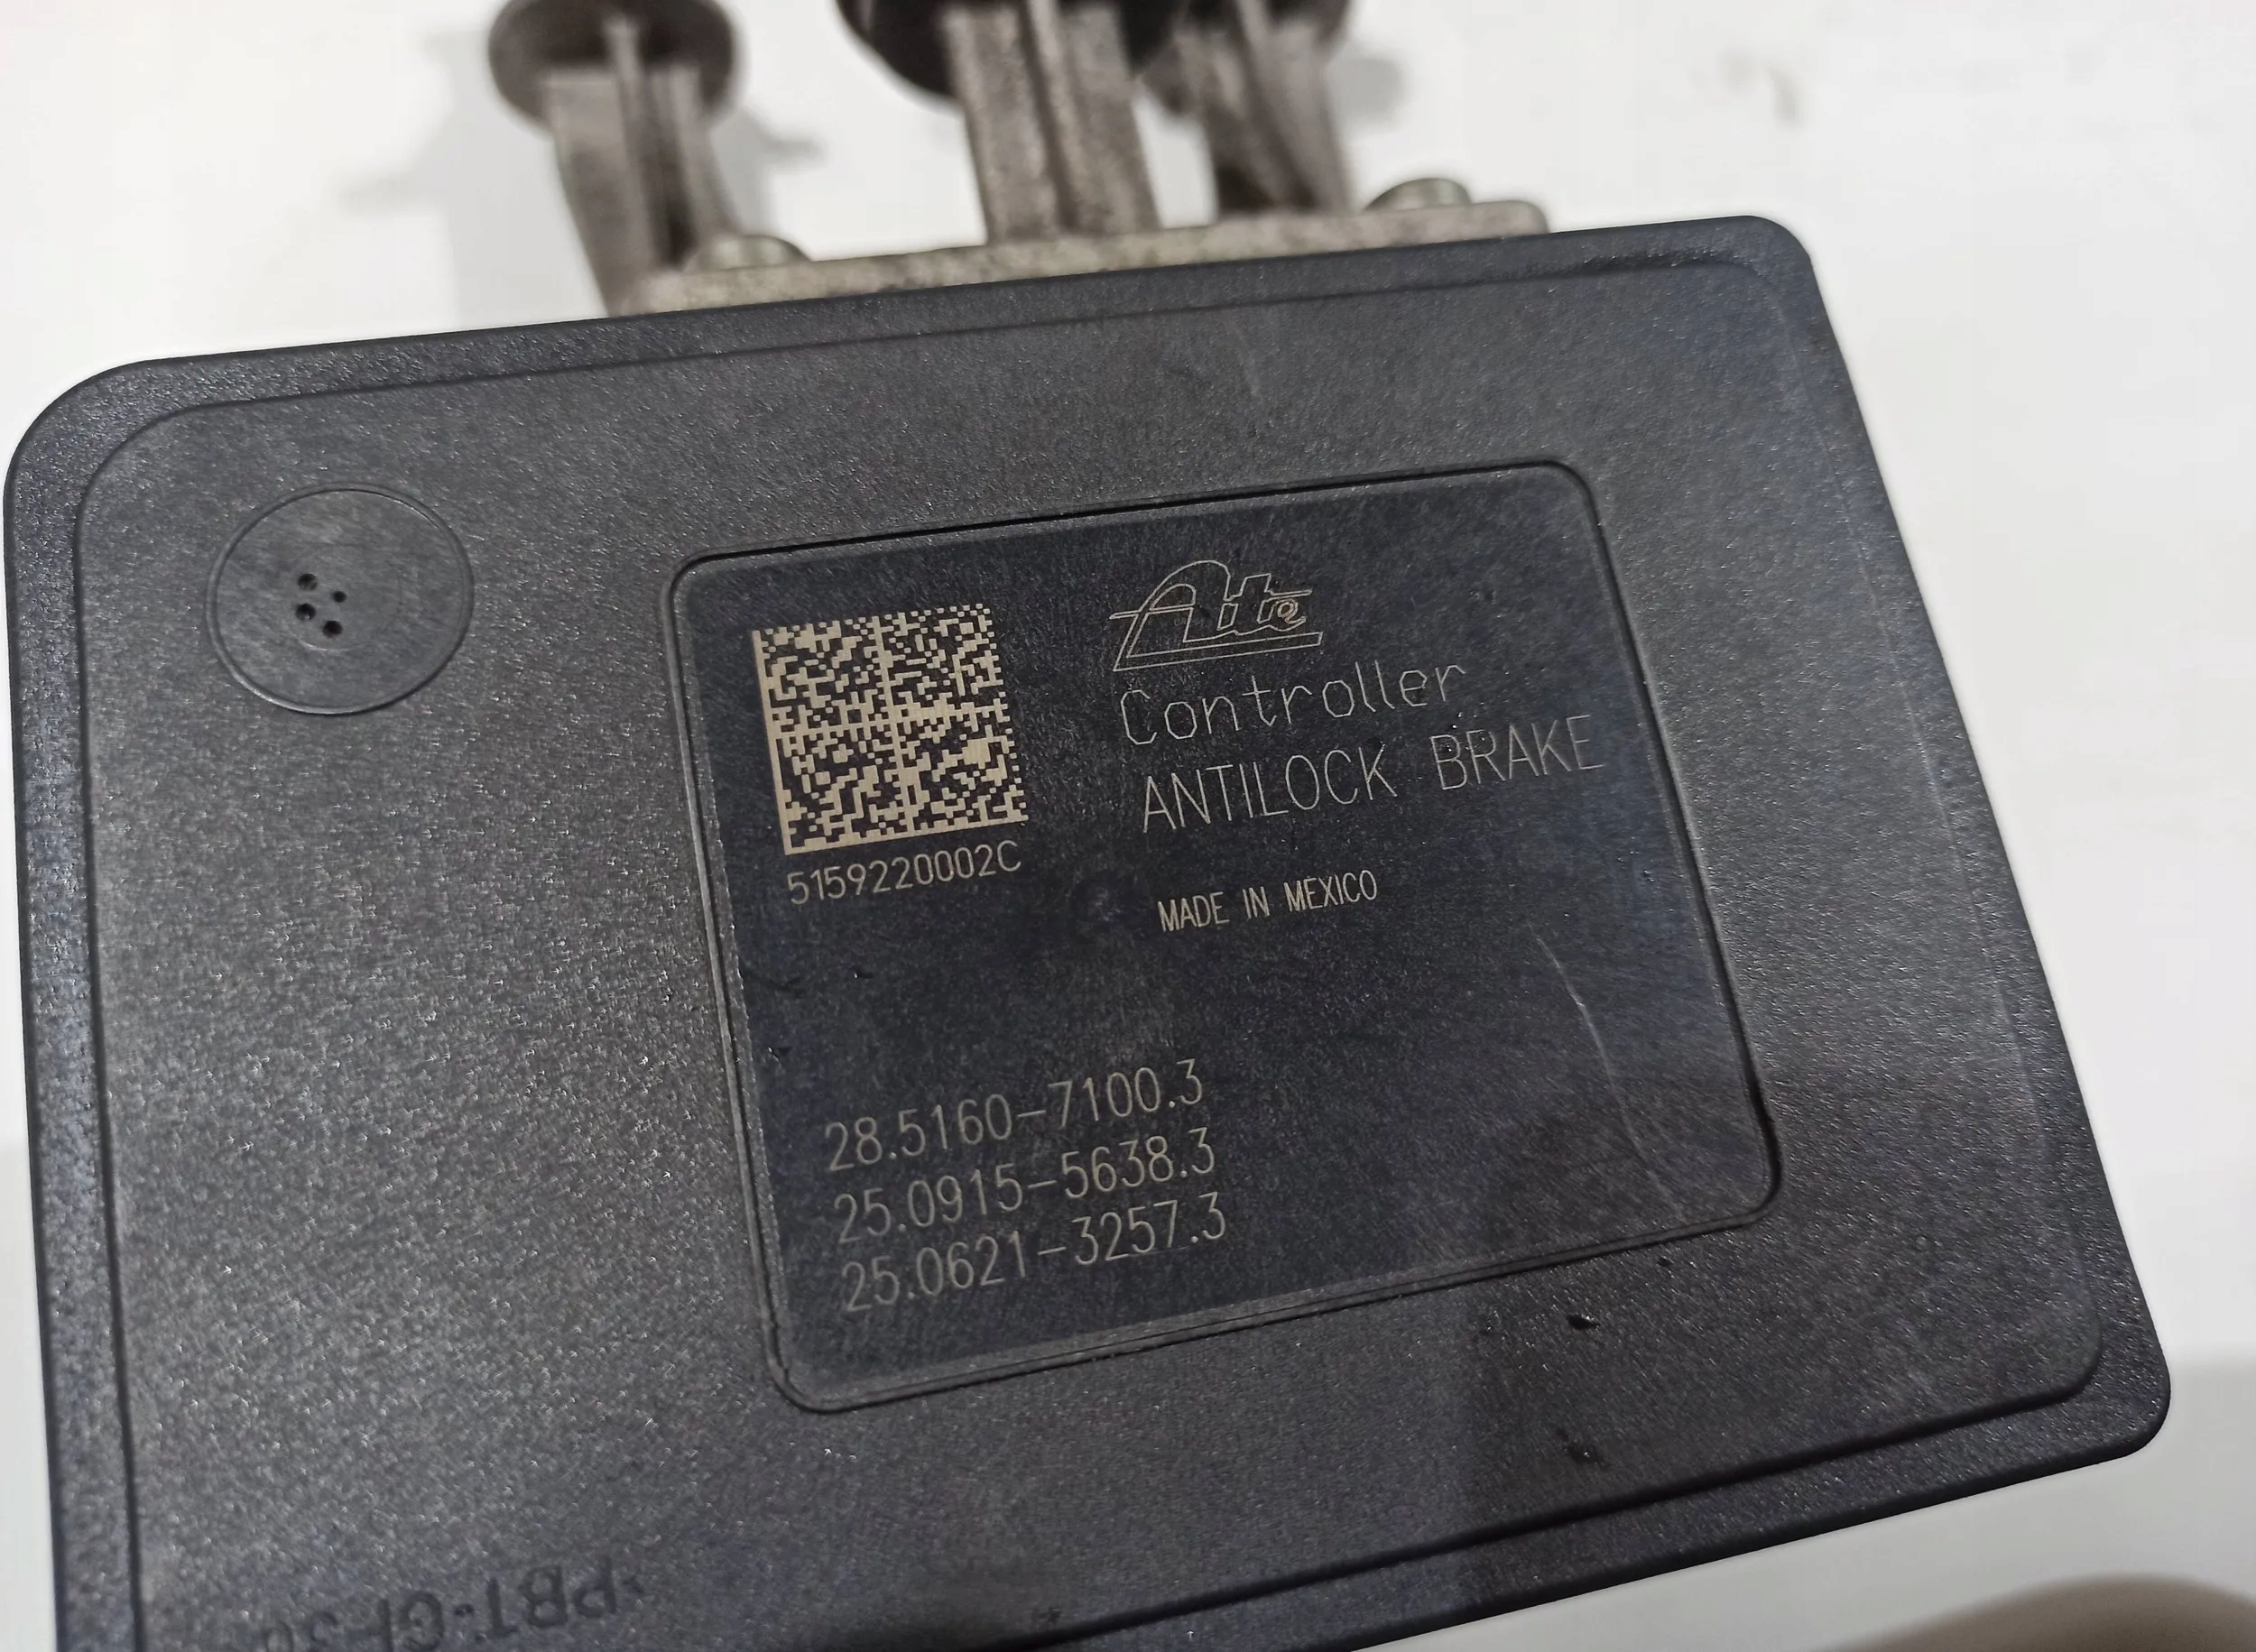 Ate
Controller
ANTILOCK BRAKE
5159220002C
MADE IN MEXICO
28.5160-7100.3
25.0915-5638.3
25.0621-3257.3